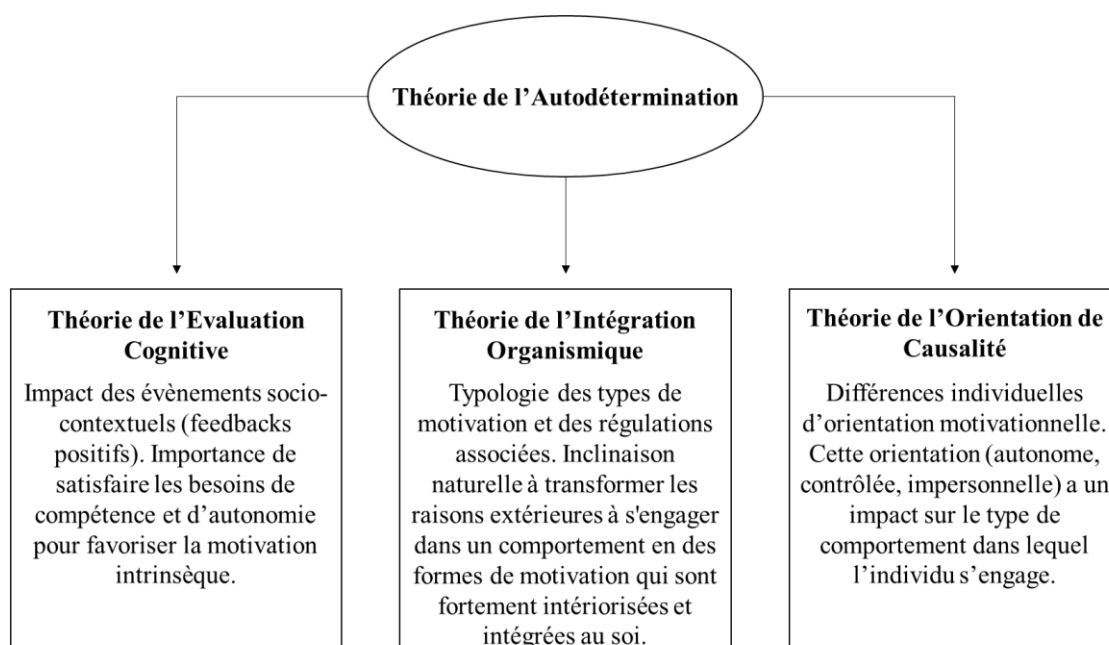 Théorie de l’Autodétermination
Théorie de l’Evaluation
Cognitive
Impact des évènements socio-
contextuels (feedbacks
positifs). Importance de
satisfaire les besoins de
compétence et d’autonomie
pour favoriser la motivation
intrinsèque.
Théorie de l’Intégration
Organismique
Typologie des types de
motivation et des régulations
associées. Inclinaison
naturelle à transformer les
raisons extérieures à s'engager
dans un comportement en des
formes de motivation qui sont
fortement intériorisées et
intégrées au soi.
Théorie de l’Orientation de
Causalité
Différences individuelles
d’orientation motivationnelle.
Cette orientation (autonome,
contrôlée, impersonnelle) a un
impact sur le type de
comportement dans lequel
l’individu s’engage.